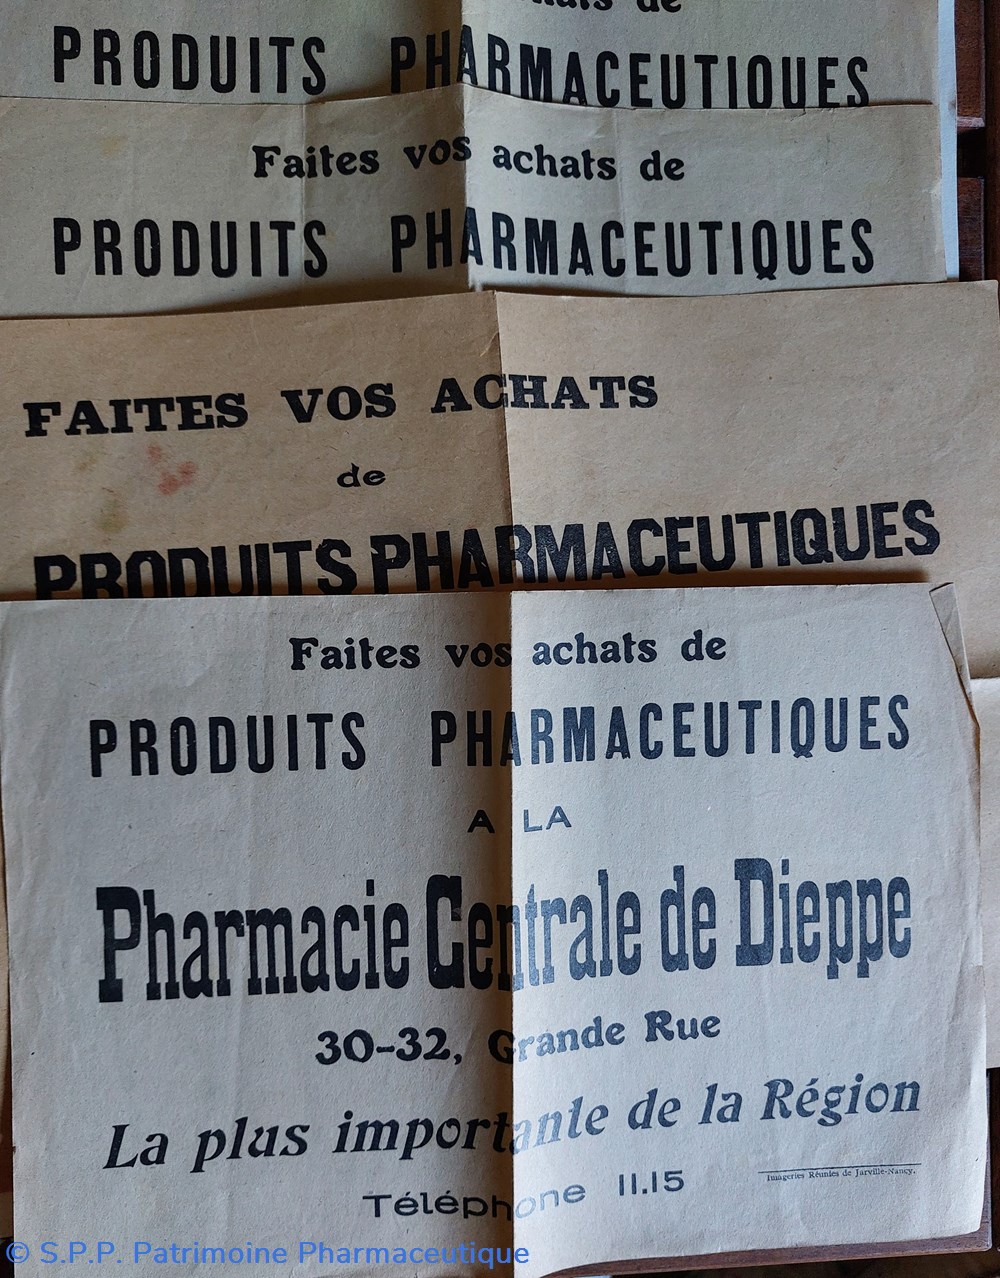 achats de
PRODUITS PHARMACEUTIQUES
Faites vos achats de
PRODUITS PHARMACEUTIQUES
FAITES VOS ACHATS
de
PRODUITS PHARMACEUTIQUES
Faites vos achats de
PRODUITS PHARMACEUTIQUES
A LA
Pharmacie Centrale de Dieppe
30-32, Grande Rue
La plus importante de la Région
Téléphone 11.15
Imageries Réunies de Jarville-Nancy.
© S.P.P. Patrimoine Pharmaceutique